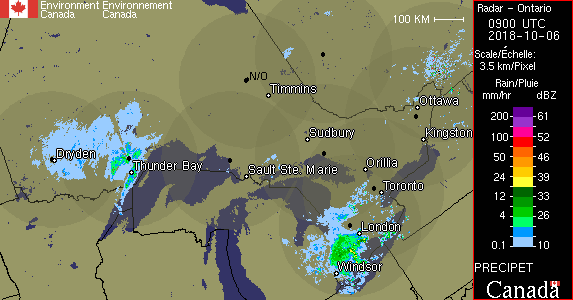 Environment Environnement
Canada Canada
100 KM
N/O
Timmins
Ottawa
Sudbury
Kingston
Dryden
Thunder Bay
Sault Ste. Marie
Orillia
Toronto
London
Windsor
Radar - Ontario
0900 UTC
2018-10-06
Scale/Échelle:
3.5 km/Pixel
Rain/Pluie
mm/hr dBZ
200 61
100 52
50 46
24 39
12 33
4 26
1 20
0.1 10
PRECIPET
Canada